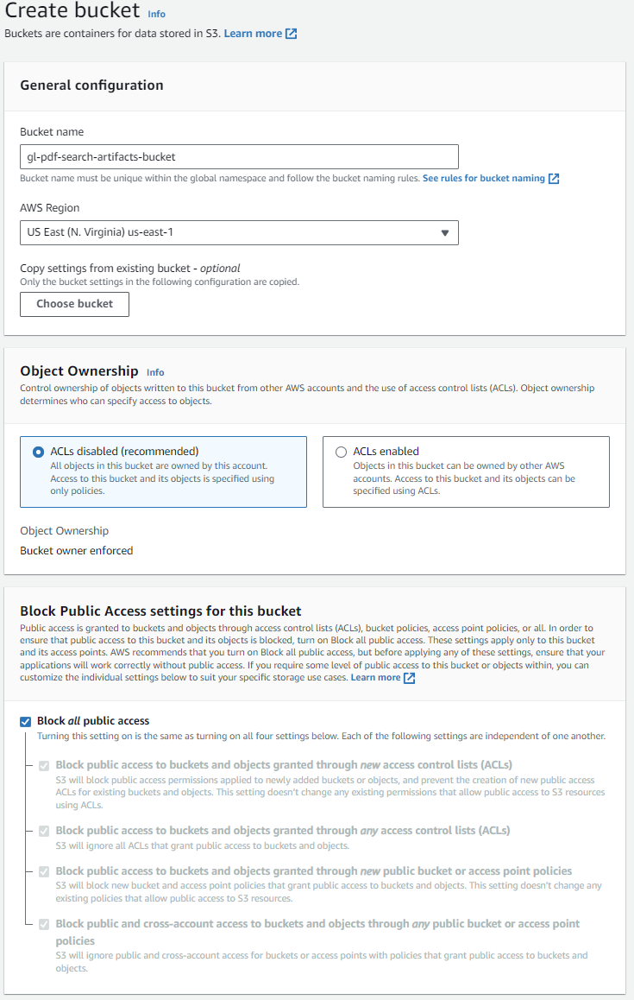 Create bucket Info
Buckets are containers for data stored in S3. Learn more
General configuration
Bucket name
gl-pdf-search-artifacts-bucket
Bucket name must be unique within the global namespace and follow the bucket naming rules. See rules for bucket naming
AWS Region
US East (N. Virginia) us-east-1
Copy settings from existing bucket - optional
Only the bucket settings in the following configuration are copied.
Choose bucket
Object Ownership Info
Control ownership of objects written to this bucket from other AWS accounts and the use of access control lists (ACLs). Object ownership
determines who can specify access to objects.
ACLs disabled (recommended)
All objects in this bucket are owned by this account.
Access to this bucket and its objects is specified using
only policies.
ACLs enabled
Objects in this bucket can be owned by other AWS
accounts. Access to this bucket and its objects can be
specified using ACLs.
Object Ownership
Bucket owner enforced
Block Public Access settings for this bucket
Public access is granted to buckets and objects through access control lists (ACLs), bucket policies, access point policies, or all. In order to
ensure that public access to this bucket and its objects is blocked, turn on Block all public access. These settings apply only to this bucket
and its access points. AWS recommends that you turn on Block all public access, but before applying any of these settings, ensure that your
applications will work correctly without public access. If you require some level of public access to this bucket or objects within, you can
customize the individual settings below to suit your specific storage use cases. Learn more
Block all public access
Turning this setting on is the same as turning on all four settings below. Each of the following settings are independent of one another.
Block public access to buckets and objects granted through new access control lists (ACLs)
S3 will block public access permissions applied to newly added buckets or objects, and prevent the creation of new public access
ACLs for existing buckets and objects. This setting doesn't change any existing permissions that allow public access to S3 resources
using ACLs.
Block public access to buckets and objects granted through any access control lists (ACLs)
S3 will ignore all ACLs that grant public access to buckets and objects.
Block public access to buckets and objects granted through new public bucket or access point policies
S3 will block new bucket and access point policies that grant public access to buckets and objects. This setting doesn't change any
existing policies that allow public access to S3 resources.
Block public and cross-account access to buckets and objects through any public bucket or access point
policies
S3 will ignore public and cross-account access for buckets or access points with policies that grant public access to buckets and
objects.